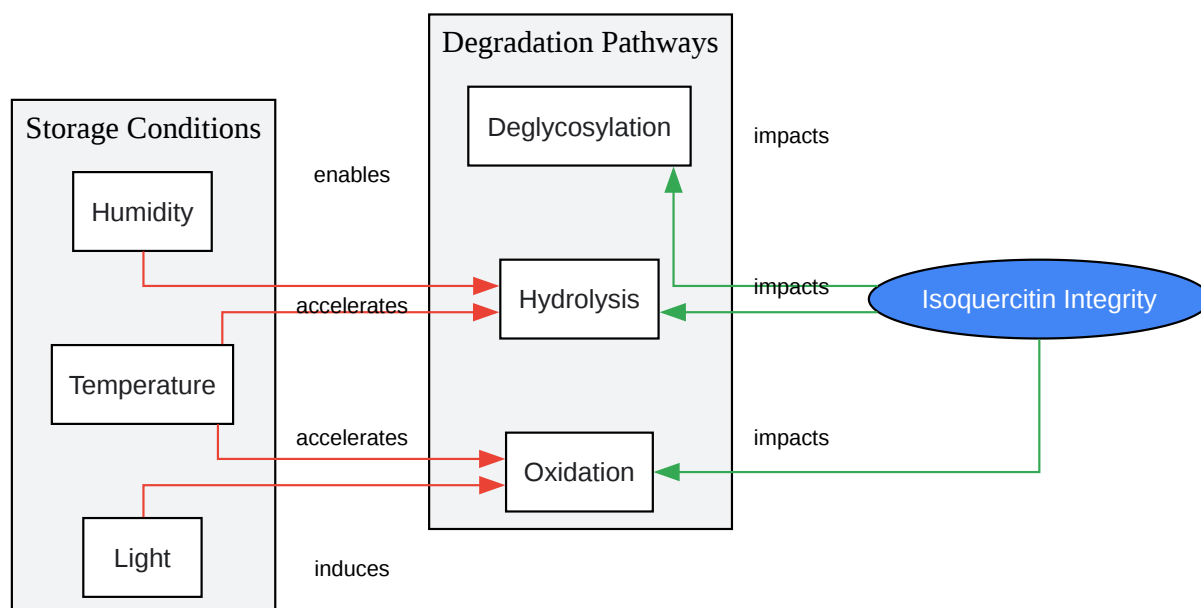 Degradation Pathways
Storage Conditions
Deglycosylation
impacts
enables
Humidity
Hydrolysis
impacts
Isoquercitin Integrity
accelerates
Temperature
accelerates
impacts
Oxidation
Light
induces